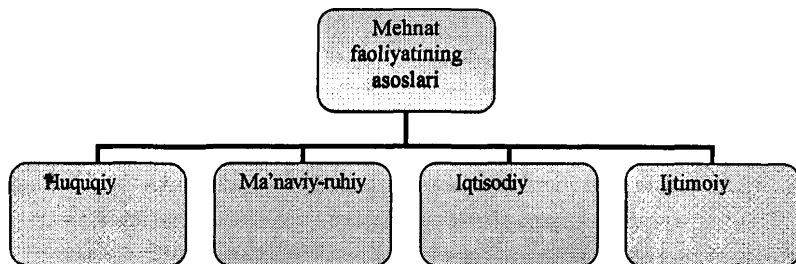 Mehnat
faoliyatining
asoslari
Huquqiy
Ma'naviy-ruhiy
Iqtisodiy
Ijtimoiy